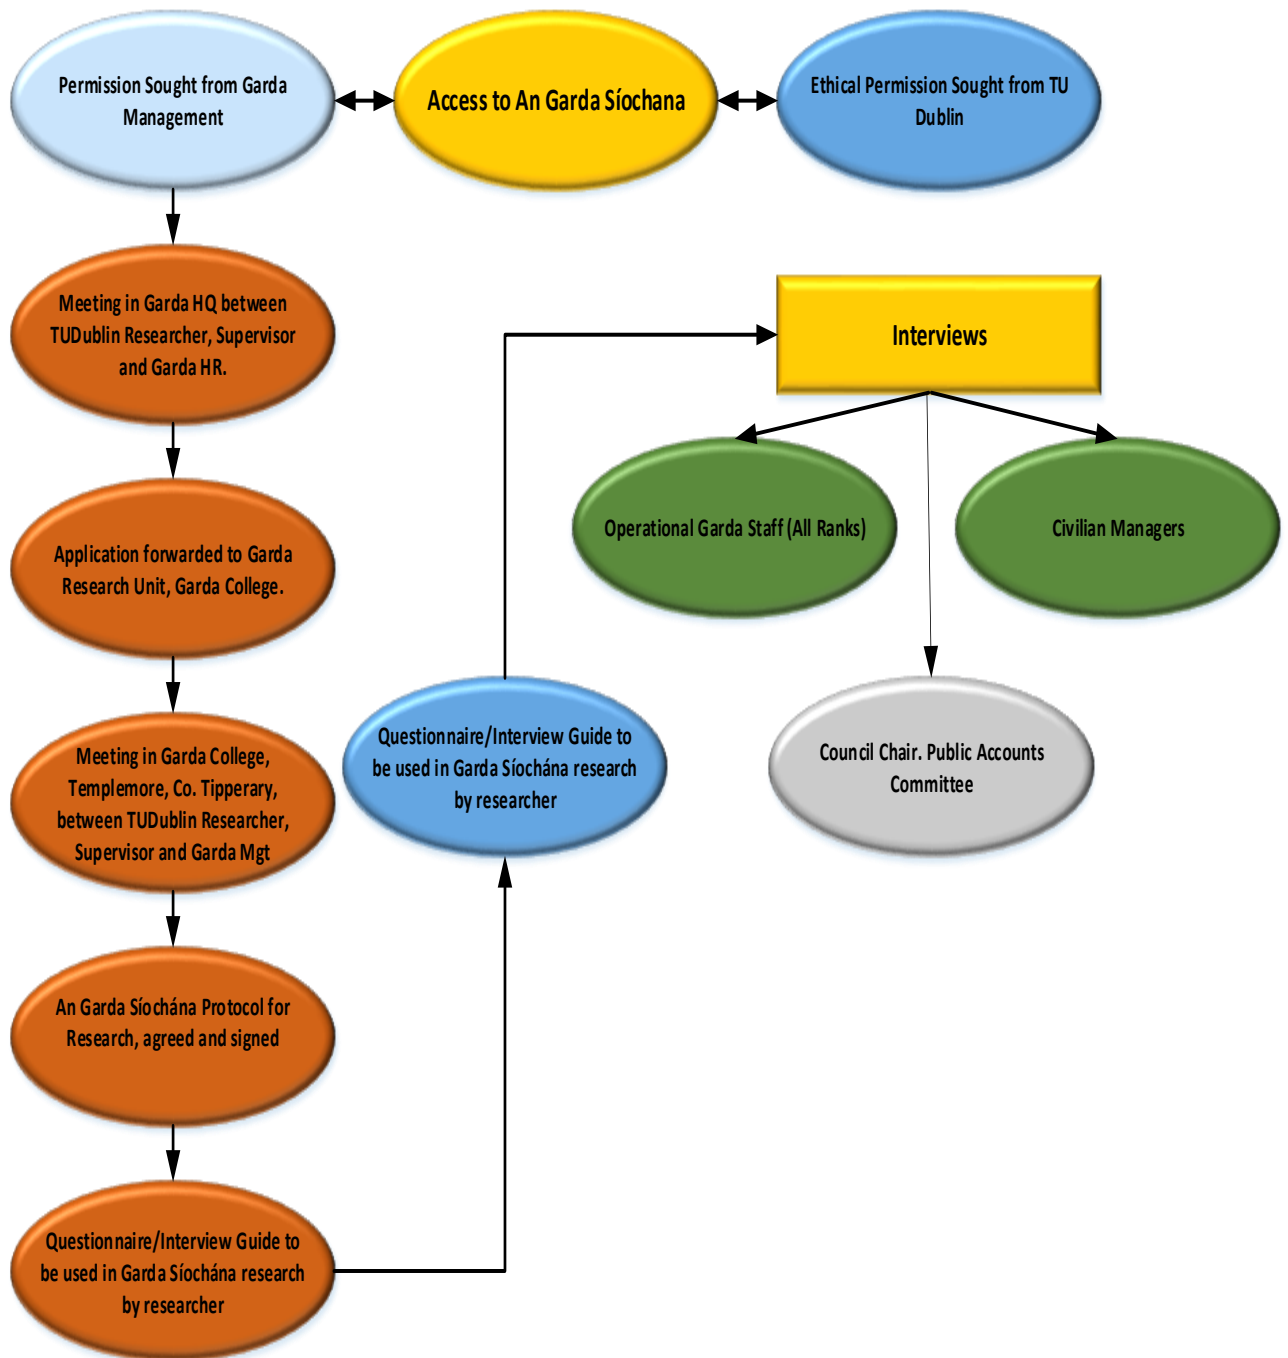 Permission Sought from Garda
Management
Access to An Garda Síochana
Ethical Permission Sought from TU
Dublin
Meeting in Garda HQ between
TUDublin Researcher, Supervisor
and Garda HR.
Interviews
Application forwarded to Garda
Research Unit, Garda College.
Operational Garda Staff (All Ranks)
Civilian Managers
Meeting in Garda College,
Templemore, Co. Tipperary,
between TUDublin Researcher,
Supervisor and Garda Mgt
Questionnaire/Interview Guide to
be used in Garda Síochána research
by researcher
Council Chair. Public Accounts
Committee
An Garda Síochána Protocol for
Research, agreed and signed
Questionnaire/Interview Guide to
be used in Garda Síochána research
by researcher